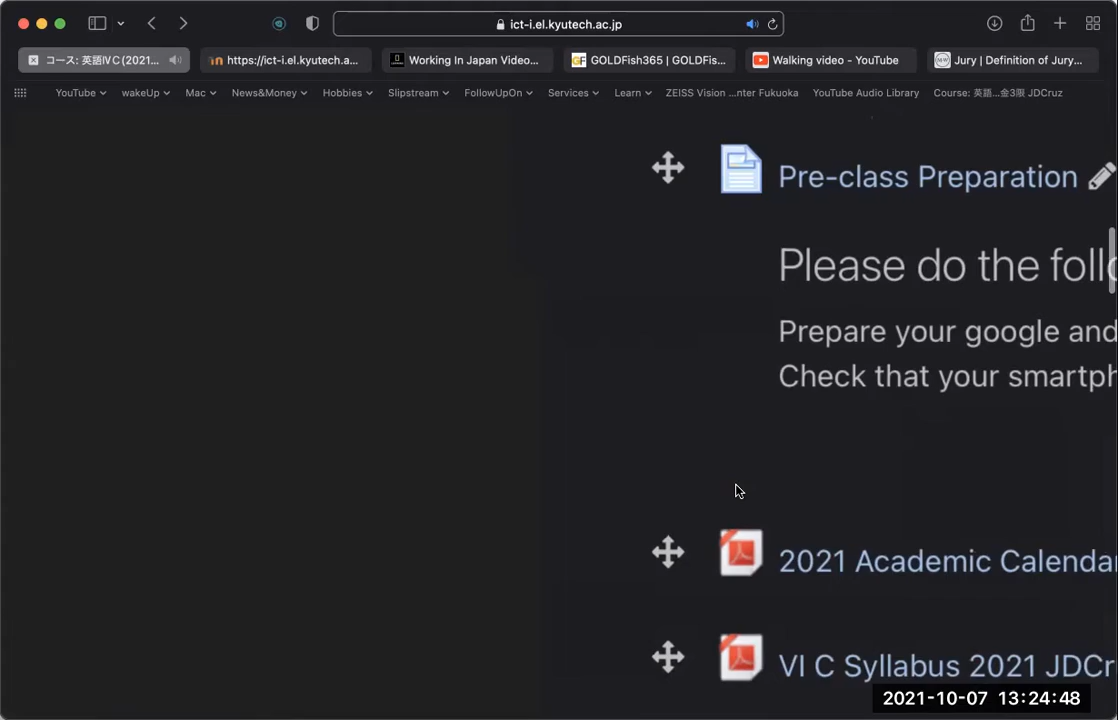 ict-i.el.kyutech.ac.jp
コース: 英語Ⅳ C (2021...
https://ict-i.el.kyutech.a...
Working In Japan Video...
GOLDFish365 | GOLDFis...
Walking video - YouTube
Jury | Definition of Jury...
YouTube
wakeUp
Mac
News&Money
Hobbies
Slipstream
FollowUpOn
Services
Learn
ZEISS Vision ...nter Fukuoka
YouTube Audio Library
Course: 英語...金3限 JDCruz
Pre-class Preparation
Please do the follo
Prepare your google and
Check that your smartph
2021 Academic Calendar
VI C Syllabus 2021 JDCr
2021-10-07 13:24:48